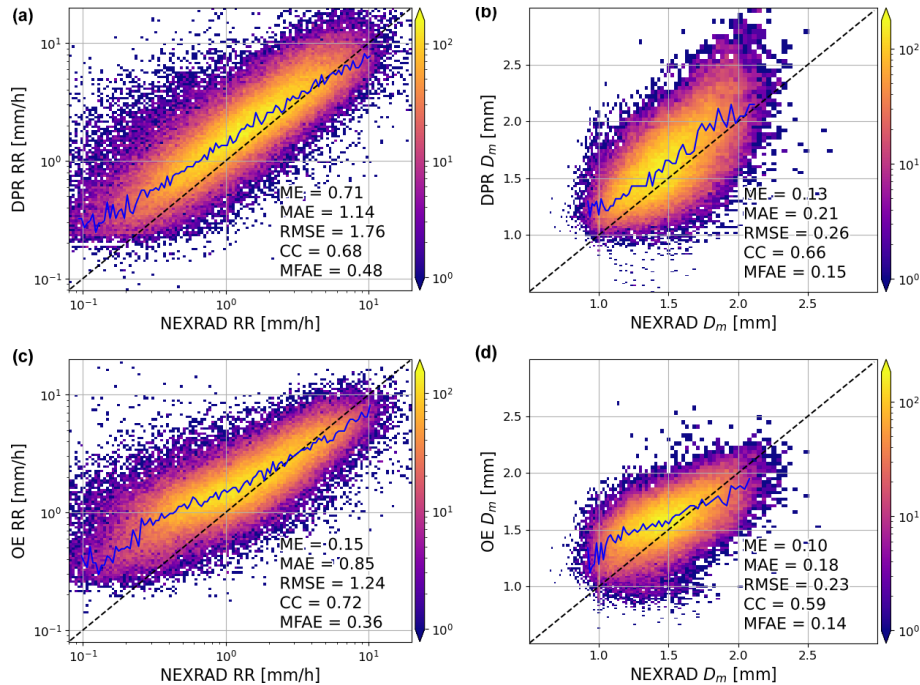 (a)
10¹
10⁰
10⁻¹
DPR RR [mm/h]
ME = 0.71
MAE = 1.14
RMSE = 1.76
CC = 0.68
MFAE = 0.48
10⁻¹ 10⁰ 10¹
NEXRAD RR [mm/h]
10²
10¹
10⁰
(b)
2.5
2.0
1.5
1.0
DPR Dₘ [mm]
ME = 0.13
MAE = 0.21
RMSE = 0.26
CC = 0.66
MFAE = 0.15
1.0 1.5 2.0 2.5
NEXRAD Dₘ [mm]
10²
10¹
10⁰
(c)
10¹
10⁰
10⁻¹
OE RR [mm/h]
ME = 0.15
MAE = 0.85
RMSE = 1.24
CC = 0.72
MFAE = 0.36
10⁻¹ 10⁰ 10¹
NEXRAD RR [mm/h]
10²
10¹
10⁰
(d)
2.5
2.0
1.5
1.0
OE Dₘ [mm]
ME = 0.10
MAE = 0.18
RMSE = 0.23
CC = 0.59
MFAE = 0.14
1.0 1.5 2.0 2.5
NEXRAD Dₘ [mm]
10²
10¹
10⁰